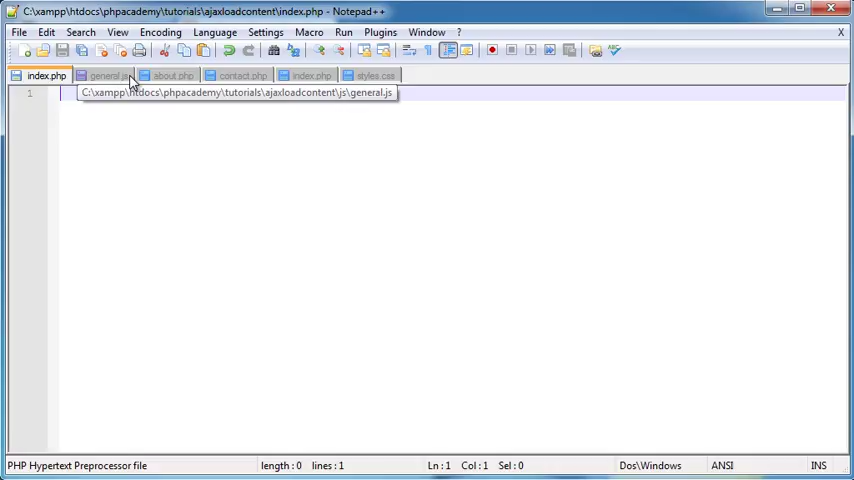 C:\xampp\htdocs\phpacademy\tutorials\ajaxloadcontent\index.php - Notepad++
File Edit Search View Encoding Language Settings Macro Run Plugins Window ? X
index.php general.js about.php contact.php index.php styles.css
1
C:\xampp\htdocs\phpacademy\tutorials\ajaxloadcontent\js\general.js
PHP Hypertext Preprocessor file length : 0 lines : 1 Ln : 1 Col : 1 Sel : 0 Dos\Windows ANSI INS